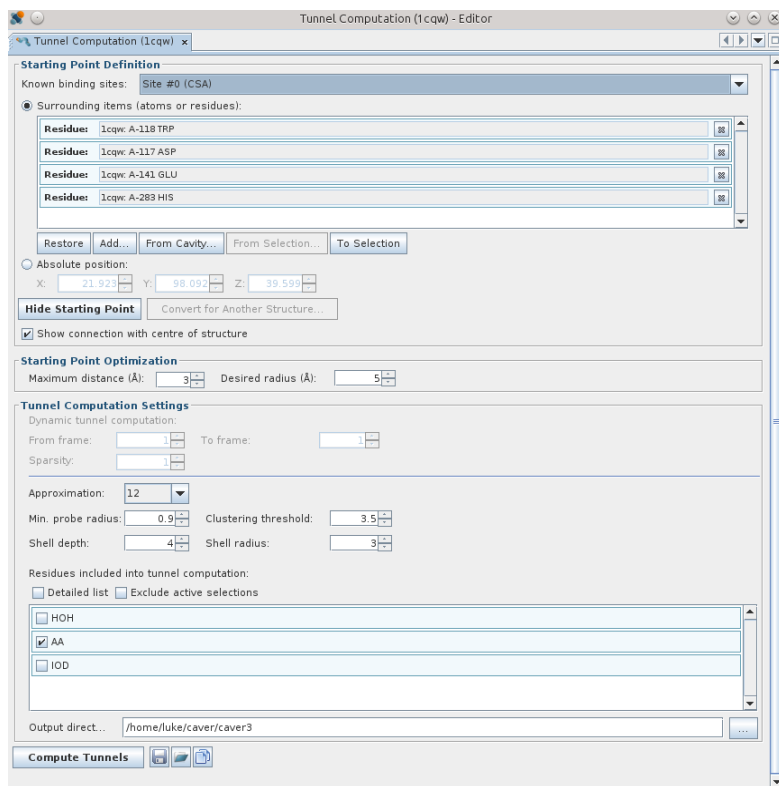 Tunnel Computation (1cqw) - Editor
Tunnel Computation (1cqw) x
Starting Point Definition
Known binding sites: Site #0 (CSA)
Surrounding items (atoms or residues):
Residue: 1cqw: A-118 TRP
Residue: 1cqw: A-117 ASP
Residue: 1cqw: A-141 GLU
Residue: 1cqw: A-283 HIS
Restore Add... From Cavity... From Selection... To Selection
Absolute position:
X: 21.923 Y: 98.092 Z: 39.599
Hide Starting Point Convert for Another Structure...
Show connection with centre of structure
Starting Point Optimization
Maximum distance (Å): 3 Desired radius (Å): 5
Tunnel Computation Settings
Dynamic tunnel computation:
From frame: 1 To frame: 1
Sparsity: 1
Approximation: 12
Min. probe radius: 0.9 Clustering threshold: 3.5
Shell depth: 4 Shell radius: 3
Residues included into tunnel computation:
Detailed list Exclude active selections
HOH
AA
IOD
Output direct... /home/luke/caver/caver3 ...
Compute Tunnels